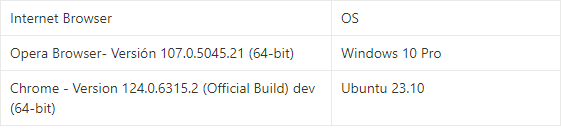 Internet Browser OS
Opera Browser- Versión 107.0.5045.21 (64-bit) Windows 10 Pro
Chrome - Version 124.0.6315.2 (Official Build) dev Ubuntu 23.10
(64-bit)